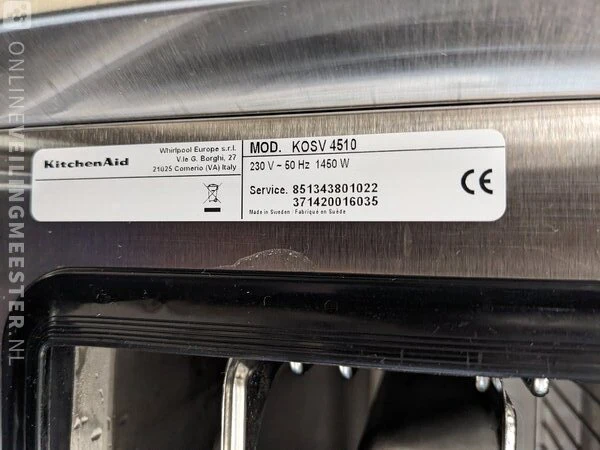 KitchenAid
Whirlpool Europe s.r.l.
V.le G. Borghi, 27
21025 Comerio (VA) Italy
MOD. KOSV 4510
230 V ~ 50 Hz 1450 W
Service. 851343801022
371420016035
Made in Sweden - Fabriqué en Suède
CE
ONLINEVEILINGMEESTER.NL